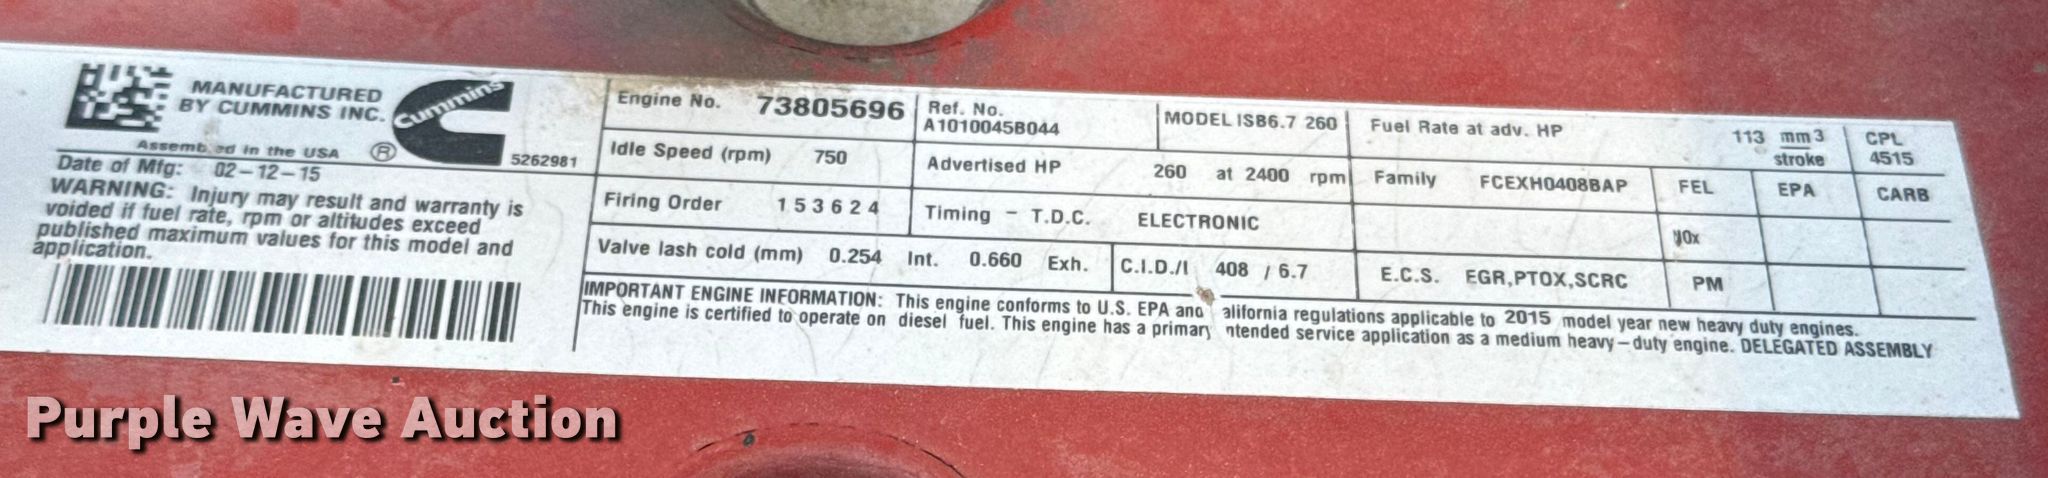 MANUFACTURED
BY CUMMINS INC.
Cummins
®
Assemb ed in the USA
5262981
Date of Mfg: 02-12-15
WARNING: Injury may result and warranty is
voided if fuel rate, rpm or altitudes exceed
published maximum values for this model and
application.
Engine No. 73805696
Ref. No.
A1010045B044
MODEL ISB6.7 260
Fuel Rate at adv. HP 113 mm3
stroke
CPL
4515
Idle Speed (rpm) 750
Advertised HP 260 at 2400 rpm
Family FCEXH0408BAP
FEL
EPA
CARB
Firing Order 1 5 3 6 2 4
Timing - T.D.C. ELECTRONIC
NOx
Valve lash cold (mm) 0.254 Int. 0.660 Exh.
C.I.D./l 408 / 6.7
E.C.S. EGR,PTOX,SCRC
PM
IMPORTANT ENGINE INFORMATION: This engine conforms to U.S. EPA and alifornia regulations applicable to 2015 model year new heavy duty engines.
This engine is certified to operate on diesel fuel. This engine has a primary ntended service application as a medium heavy-duty engine. DELEGATED ASSEMBLY
Purple Wave Auction